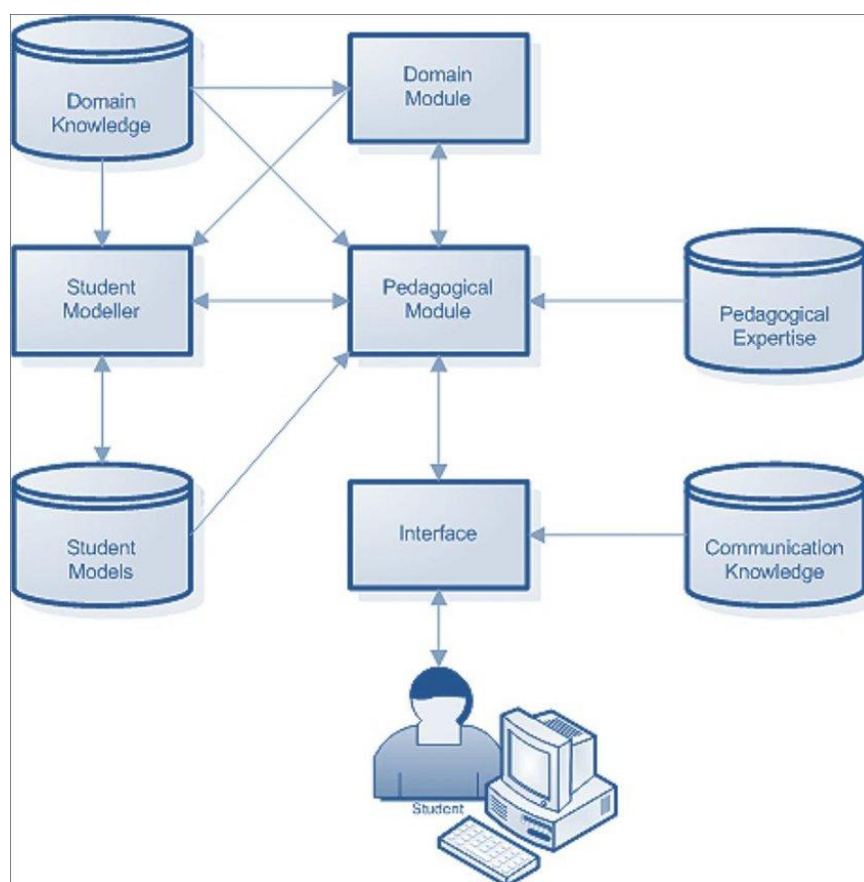 Domain
Knowledge
Domain
Module
Student
Modeller
Pedagogical
Module
Pedagogical
Expertise
Student
Models
Interface
Communication
Knowledge
Student